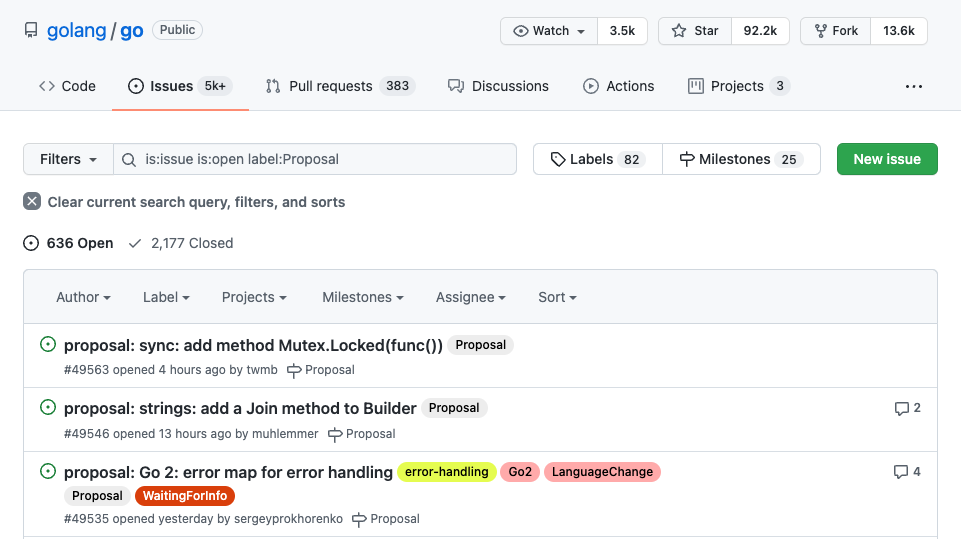 golang / go Public Watch 3.5k Star 92.2k Fork 13.6k
Code Issues 5k+ Pull requests 383 Discussions Actions Projects 3 ...
Filters is:issue is:open label:Proposal Labels 82 Milestones 25 New issue
Clear current search query, filters, and sorts
636 Open 2,177 Closed
Author Label Projects Milestones Assignee Sort
proposal: sync: add method Mutex.Locked(func()) Proposal
#49563 opened 4 hours ago by twmb Proposal
proposal: strings: add a Join method to Builder Proposal 2
#49546 opened 13 hours ago by muhlemmer Proposal
proposal: Go 2: error map for error handling error-handling Go2 LanguageChange 4
Proposal WaitingForInfo
#49535 opened yesterday by sergeyprokhorenko Proposal